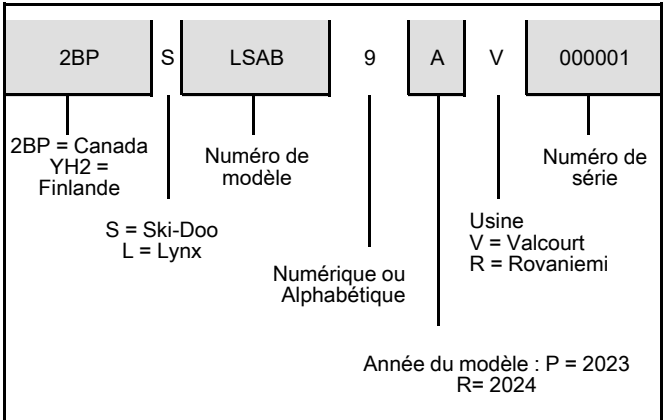 2BP S LSAB 9 A V 000001
2BP = Canada
YH2 =
Finlande
Numéro de
modèle
Numéro de
série
S = Ski-Doo
L = Lynx
Usine
V = Valcourt
R = Rovaniemi
Numérique ou
Alphabétique
Année du modèle : P = 2023
R= 2024